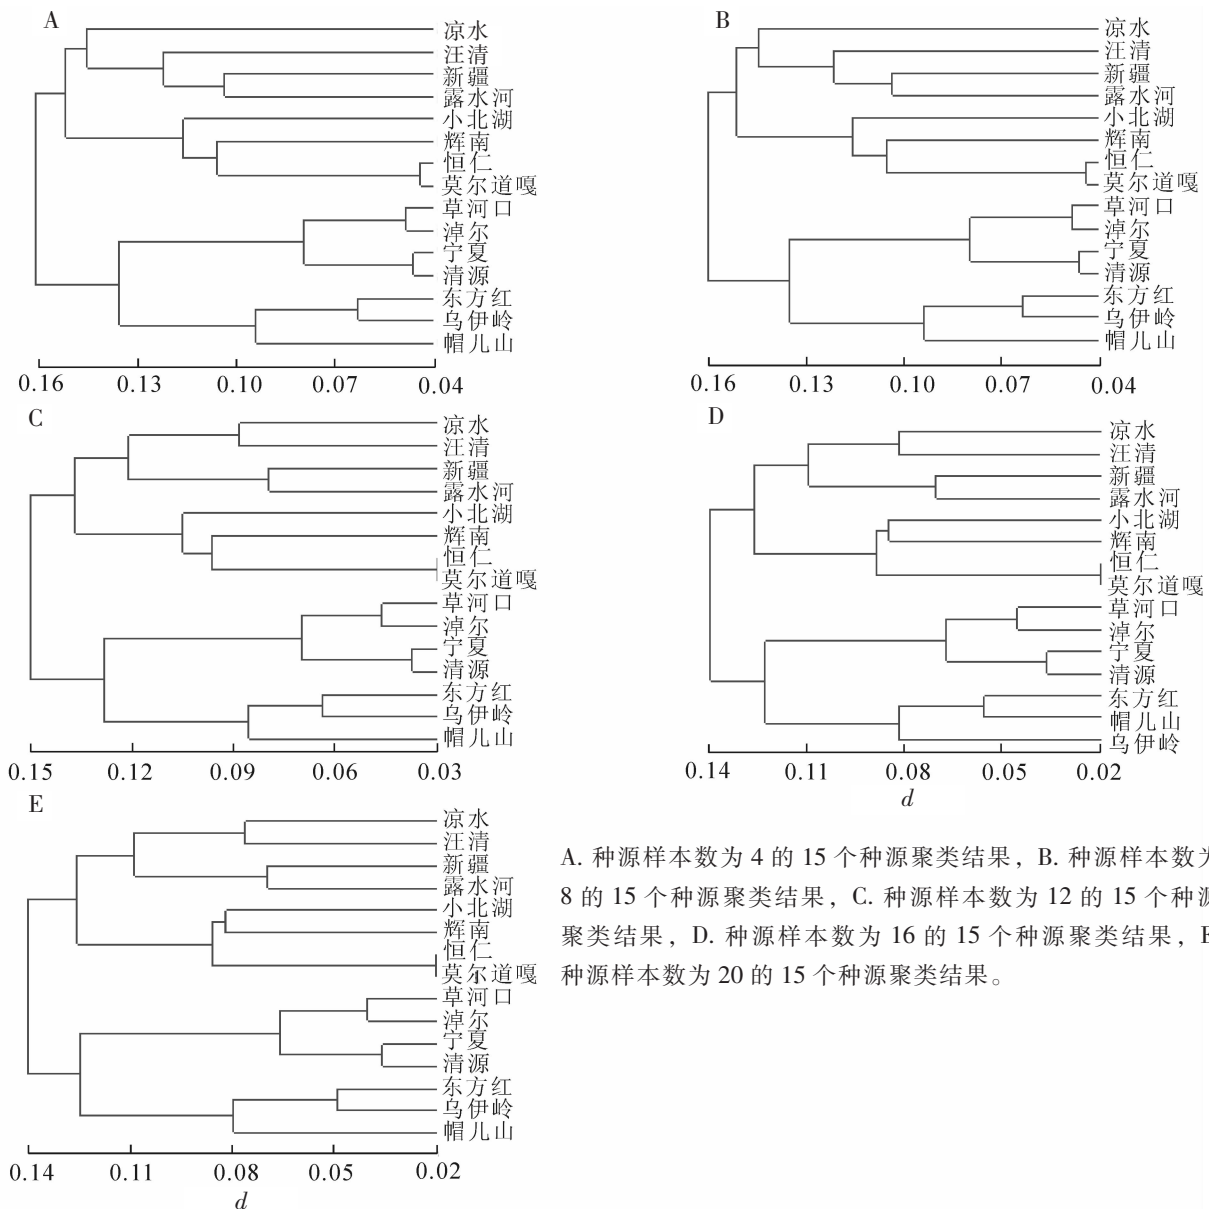 A
凉水
汪清
新疆
露水河
小北湖
辉南
恒仁
莫尔道嘎
草河口
淖尔
宁夏
清源
东方红
乌伊岭
帽儿山
0.16 0.13 0.10 0.07 0.04
B
凉水
汪清
新疆
露水河
小北湖
辉南
恒仁
莫尔道嘎
草河口
淖尔
宁夏
清源
东方红
乌伊岭
帽儿山
0.16 0.13 0.10 0.07 0.04
C
凉水
汪清
新疆
露水河
小北湖
辉南
恒仁
莫尔道嘎
草河口
淖尔
宁夏
清源
东方红
乌伊岭
帽儿山
0.15 0.12 0.09 0.06 0.03
D
凉水
汪清
新疆
露水河
小北湖
辉南
恒仁
莫尔道嘎
草河口
淖尔
宁夏
清源
东方红
帽儿山
乌伊岭
0.14 0.11 0.08 0.05 0.02
d
E
凉水
汪清
新疆
露水河
小北湖
辉南
恒仁
莫尔道嘎
草河口
淖尔
宁夏
清源
东方红
乌伊岭
帽儿山
0.14 0.11 0.08 0.05 0.02
d
A. 种源样本数为 4 的 15 个种源聚类结果，B. 种源样本数为
8 的 15 个种源聚类结果，C. 种源样本数为 12 的 15 个种源
聚类结果，D. 种源样本数为 16 的 15 个种源聚类结果，E
种源样本数为 20 的 15 个种源聚类结果。